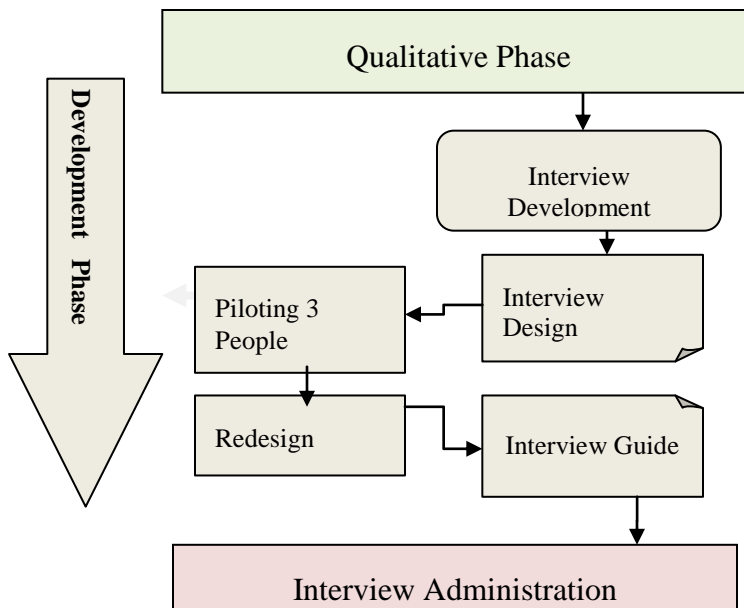 Qualitative Phase
Development Phase
Interview
Development
Interview
Design
Piloting 3
People
Redesign
Interview Guide
Interview Administration